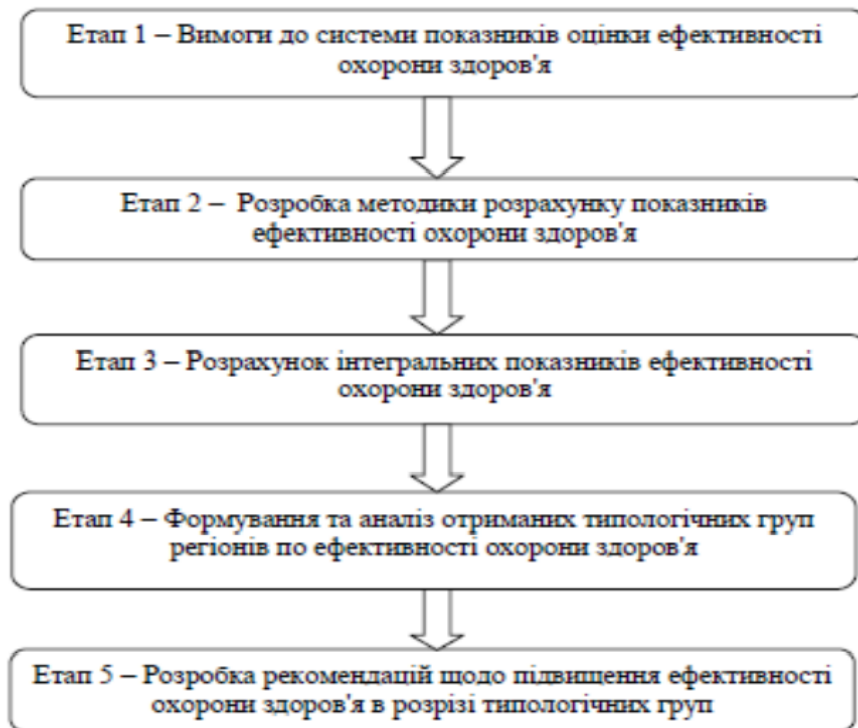 Етап 1 – Вимоги до системи показників оцінки ефективності
охорони здоров'я
Етап 2 – Розробка методики розрахунку показників
ефективності охорони здоров'я
Етап 3 – Розрахунок інтегральних показників ефективності
охорони здоров'я
Етап 4 – Формування та аналіз отриманих типологічних груп
регіонів по ефективності охорони здоров'я
Етап 5 – Розробка рекомендацій щодо підвищення ефективності
охорони здоров'я в розрізі типологічних груп